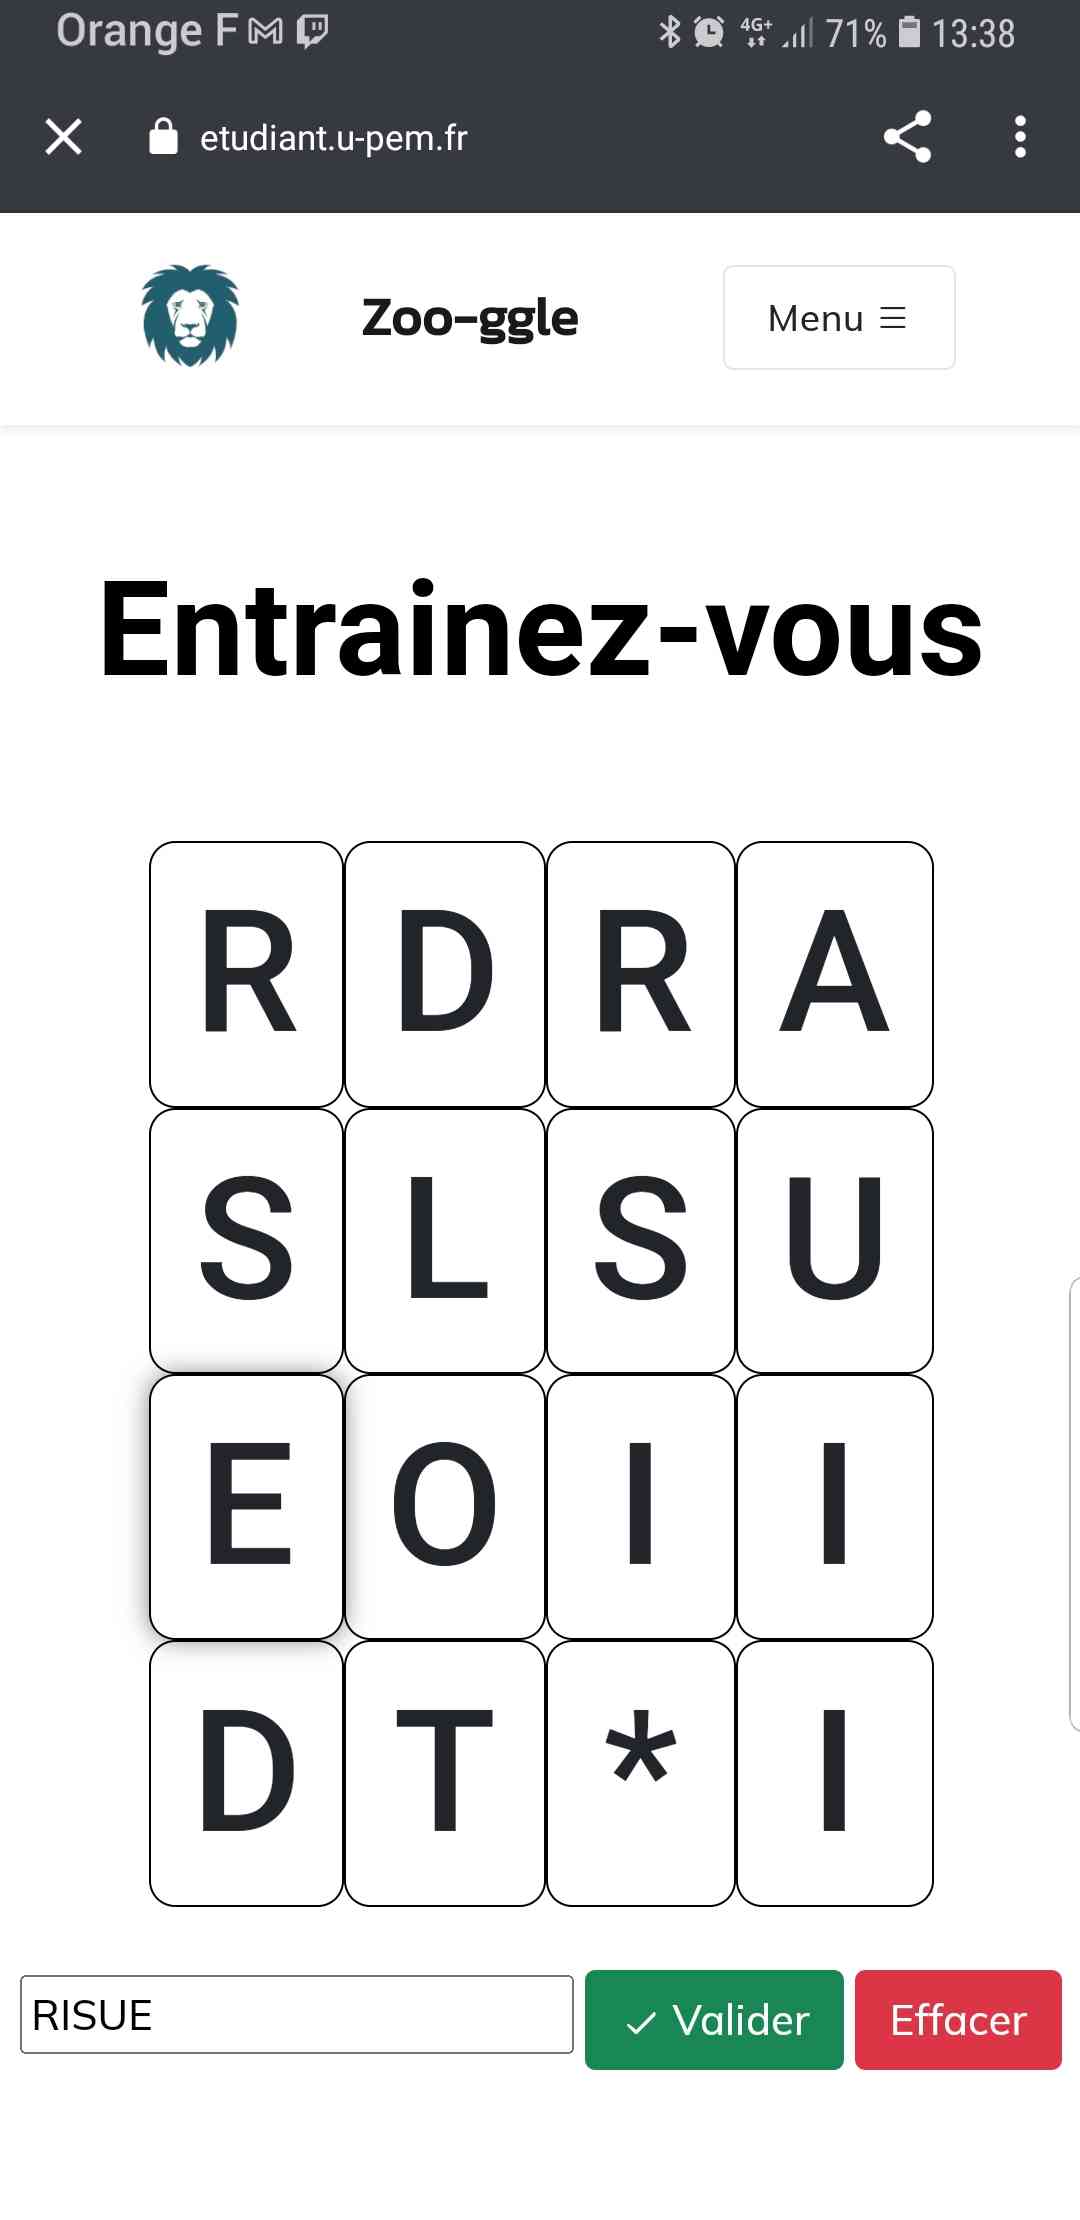 Orange F 4G+ 71% 13:38
etudiant.u-pem.fr
Zoo-ggle Menu
Entrainez-vous
R D R A
S L S U
E O I I
D T * I
RISUE Valider Effacer